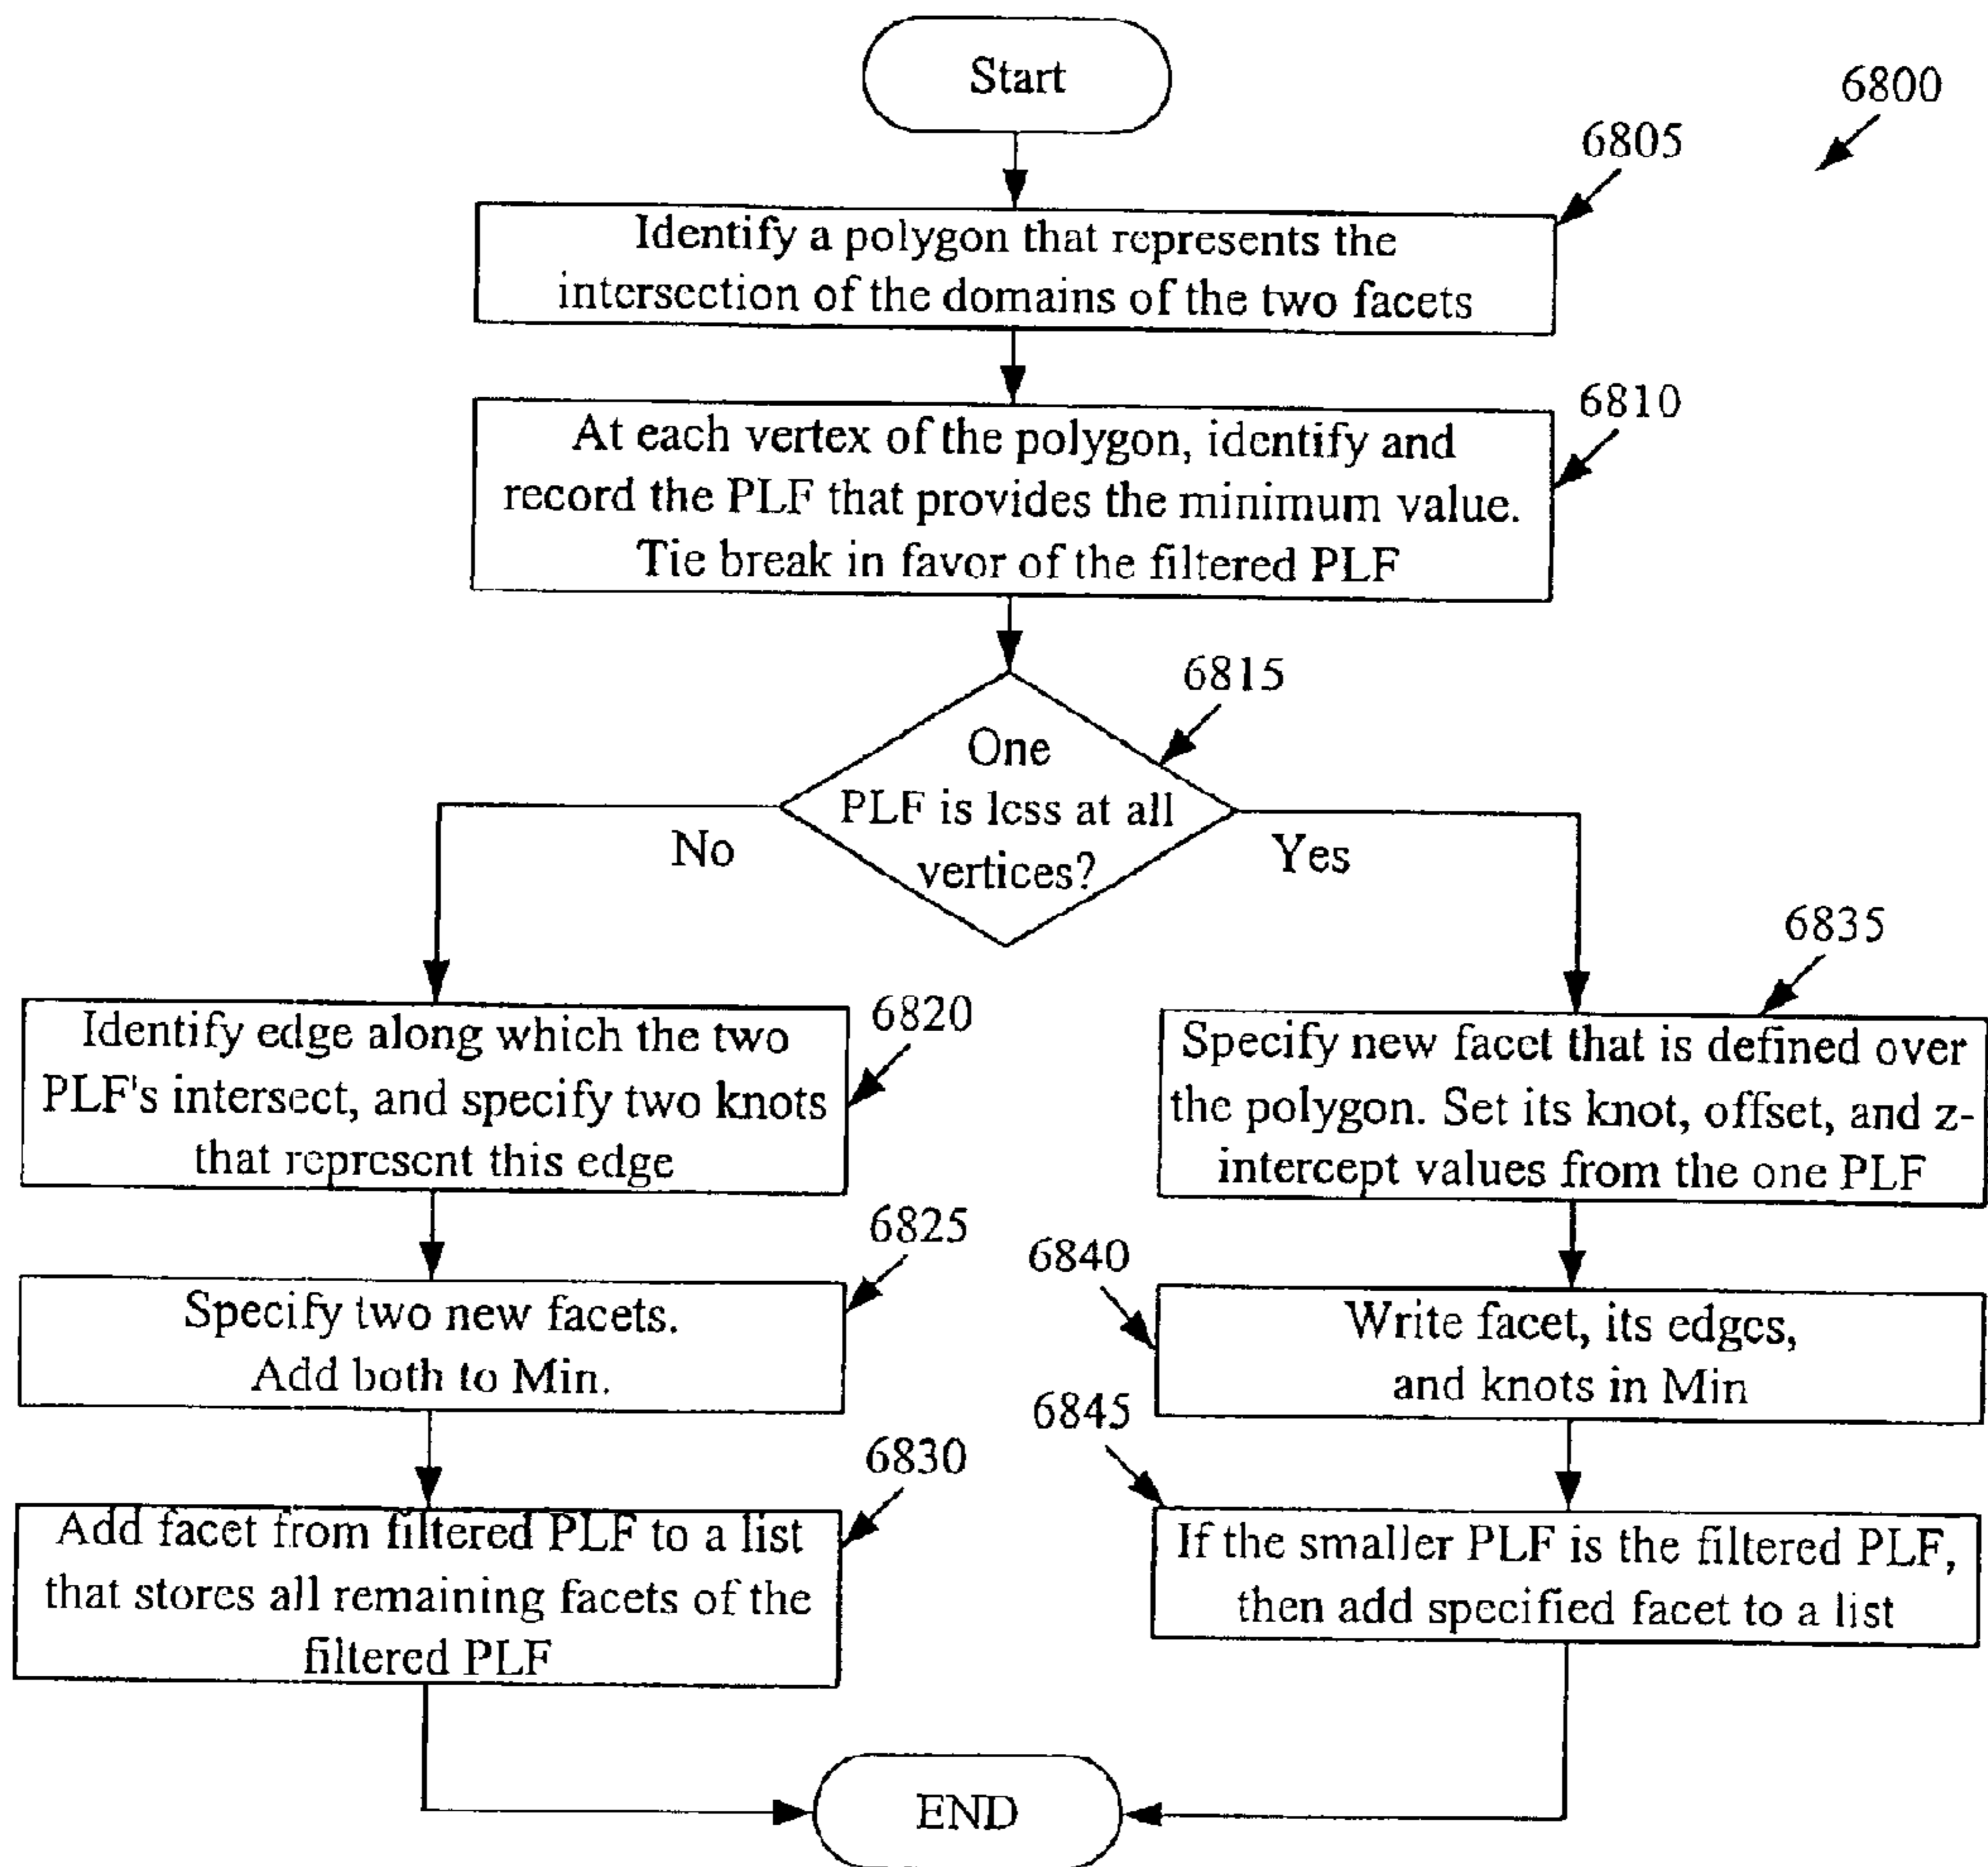 Start
6800
6805
Identify a polygon that represents the
intersection of the domains of the two facets
6810
At each vertex of the polygon, identify and
record the PLF that provides the minimum value.
Tie break in favor of the filtered PLF
6815
One
PLF is less at all
vertices?
No
Yes
6820
Identify edge along which the two
PLF's intersect, and specify two knots
that represent this edge
6825
Specify two new facets.
Add both to Min.
6830
Add facet from filtered PLF to a list
that stores all remaining facets of the
filtered PLF
6835
Specify new facet that is defined over
the polygon. Set its knot, offset, and z-
intercept values from the one PLF
6840
Write facet, its edges,
and knots in Min
6845
If the smaller PLF is the filtered PLF,
then add specified facet to a list
END